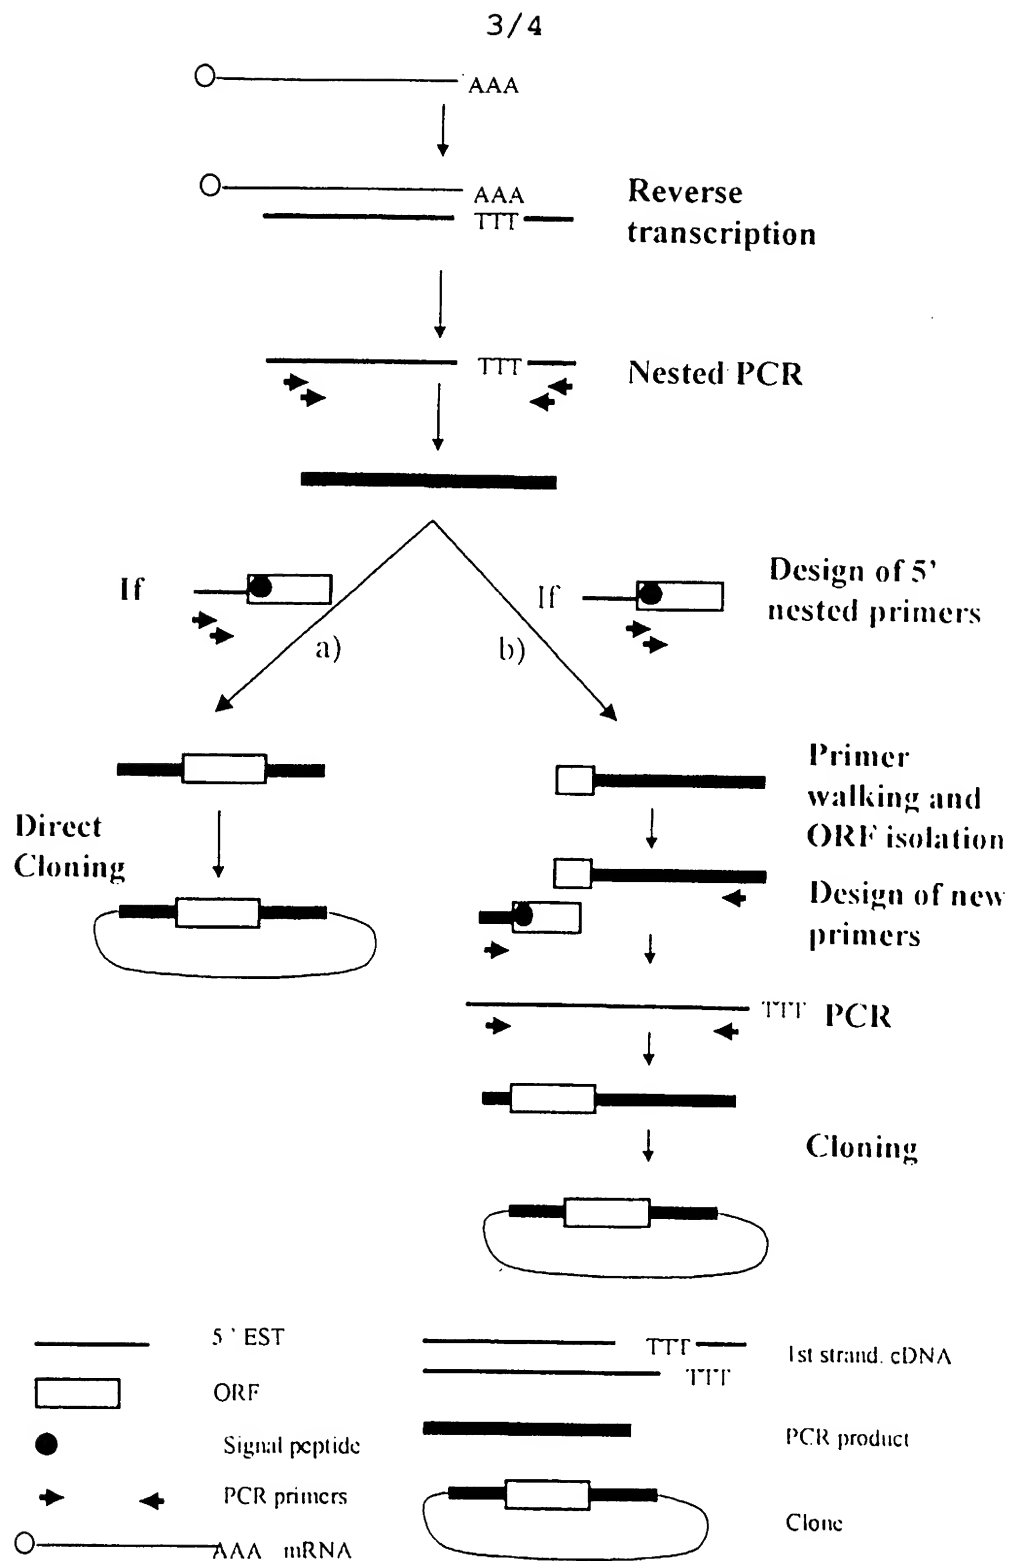 3/4
AAA
AAA
TTT
Reverse
transcription
TTT
Nested PCR
If
a)
If
b)
Design of 5'
nested primers
Primer
walking and
ORF isolation
Direct
Cloning
Design of new
primers
TTT
PCR
Cloning
5' EST
ORF
Signal peptide
PCR primers
AAA mRNA
TTT
TTT
1st strand. cDNA
PCR product
Clone